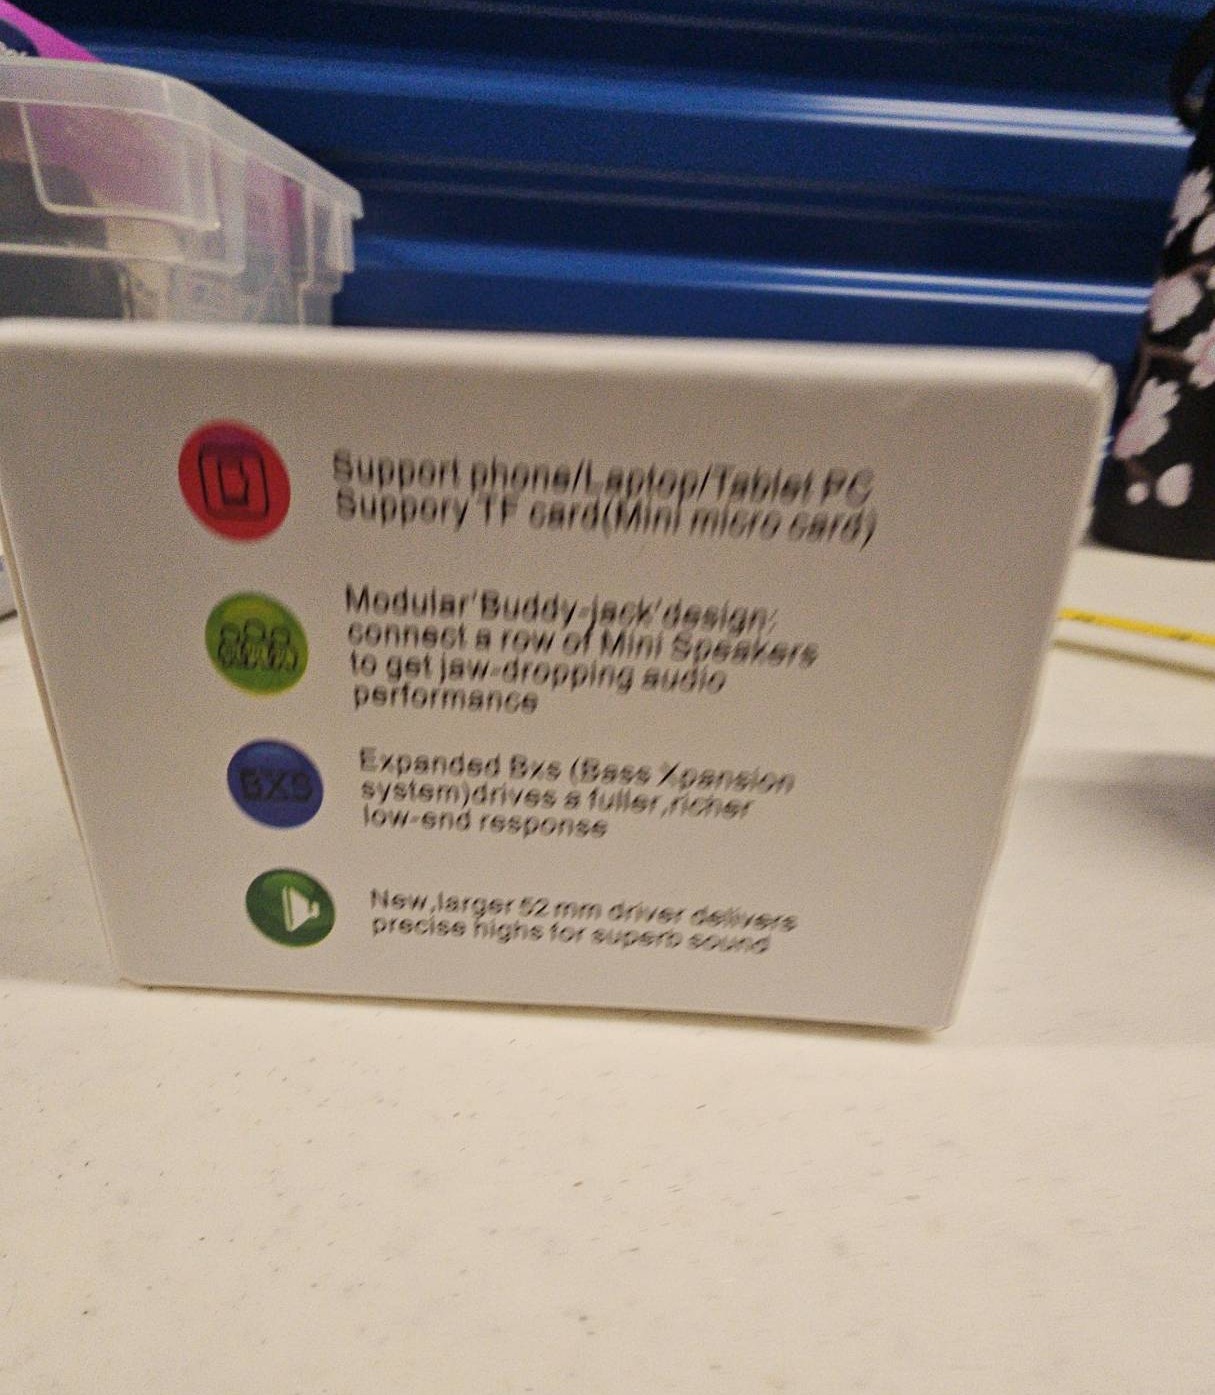 Support phone/Laptop/Tablet PC
Suppory TF card(Mini micro card)
Modular'Buddy-jack'design;
connect a row of Mini Speakers
to get jaw-dropping audio
performance
BXS
Expanded Bxs (Bass Xpansion
system)drives a fuller,richer
low-end response
New,larger 52 mm driver delivers
precise highs for superb sound